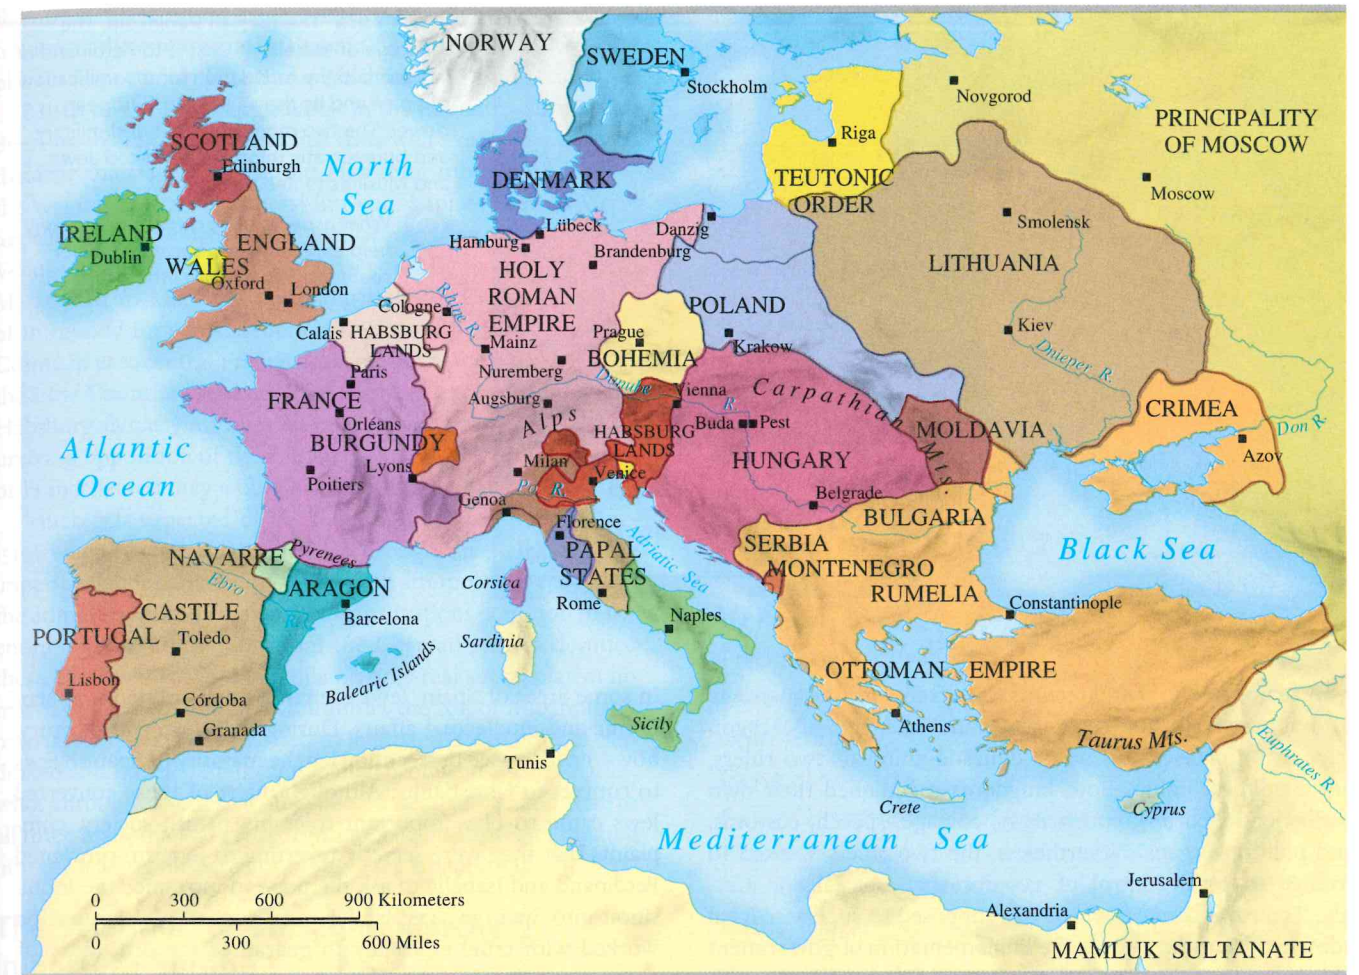 NORWAY
SWEDEN
Stockholm
Novgorod
PRINCIPALITY
OF MOSCOW
Riga
SCOTLAND
Edinburgh
North
Sea
DENMARK
TEUTONIC
ORDER
Moscow
Smolensk
IRELAND
Dublin
WALES
ENGLAND
Oxford
London
Hamburg
Lübeck
Danzig
Brandenburg
HOLY
ROMAN
EMPIRE
LITHUANIA
Calais
Cologne
Rhine R.
HABSBURG
LANDS
Mainz
Nuremberg
Prague
BOHEMIA
POLAND
Krakow
Kiev
Dnieper R.
Paris
FRANCE
Orléans
BURGUNDY
Augsburg
Alps
Danube
R.
Vienna
Carpathian Mts.
MOLDAVIA
CRIMEA
Don R.
Azov
Atlantic
Ocean
Poitiers
Lyons
Milan
HABSBURG
LANDS
Buda
Pest
HUNGARY
Venice
Po R.
Genoa
Belgrade
BULGARIA
Florence
PAPAL
STATES
Adriatic Sea
SERBIA
MONTENEGRO
RUMELIA
Black Sea
NAVARRE
Pyrenees
Ebro
R.
ARAGON
Corsica
Rome
Naples
Constantinople
PORTUGAL
CASTILE
Toledo
Barcelona
Sardinia
Lisbon
Balearic Islands
OTTOMAN EMPIRE
Córdoba
Granada
Sicily
Athens
Taurus Mts.
Euphrates R.
Tunis
Crete
Cyprus
Mediterranean Sea
Jerusalem
Alexandria
MAMLUK SULTANATE
0 300 600 900 Kilometers
0 300 600 Miles